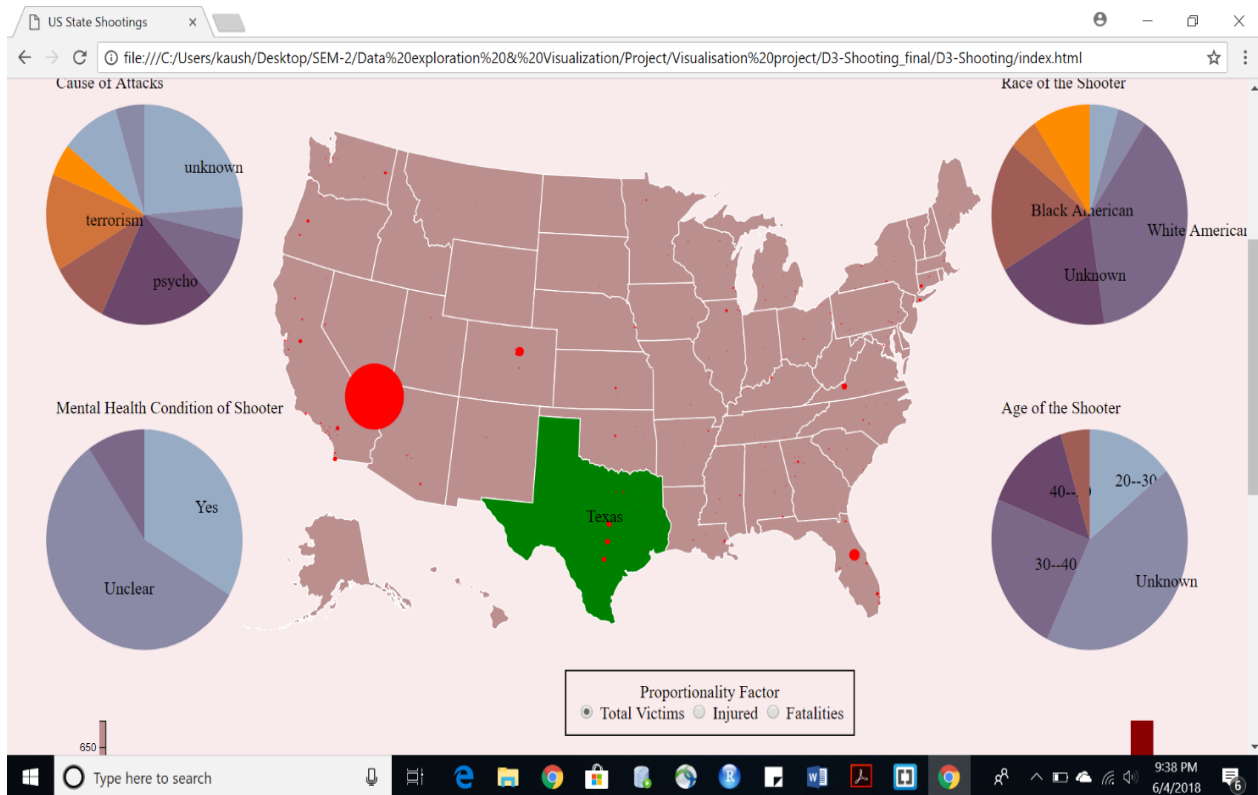 US State Shootings
file:///C:/Users/kaush/Desktop/SEM-2/Data%20exploration%20&%20Visualization/Project/Visualisation%20project/D3-Shooting_final/D3-Shooting/index.html
Cause of Attacks
unknown
terrorism
psycho
Race of the Shooter
Black American
White American
Unknown
Mental Health Condition of Shooter
Yes
Unclear
Texas
Age of the Shooter
20--30
30--40
Unknown
Proportionality Factor
Total Victims Injured Fatalities
650
Type here to search
9:38 PM
6/4/2018
6